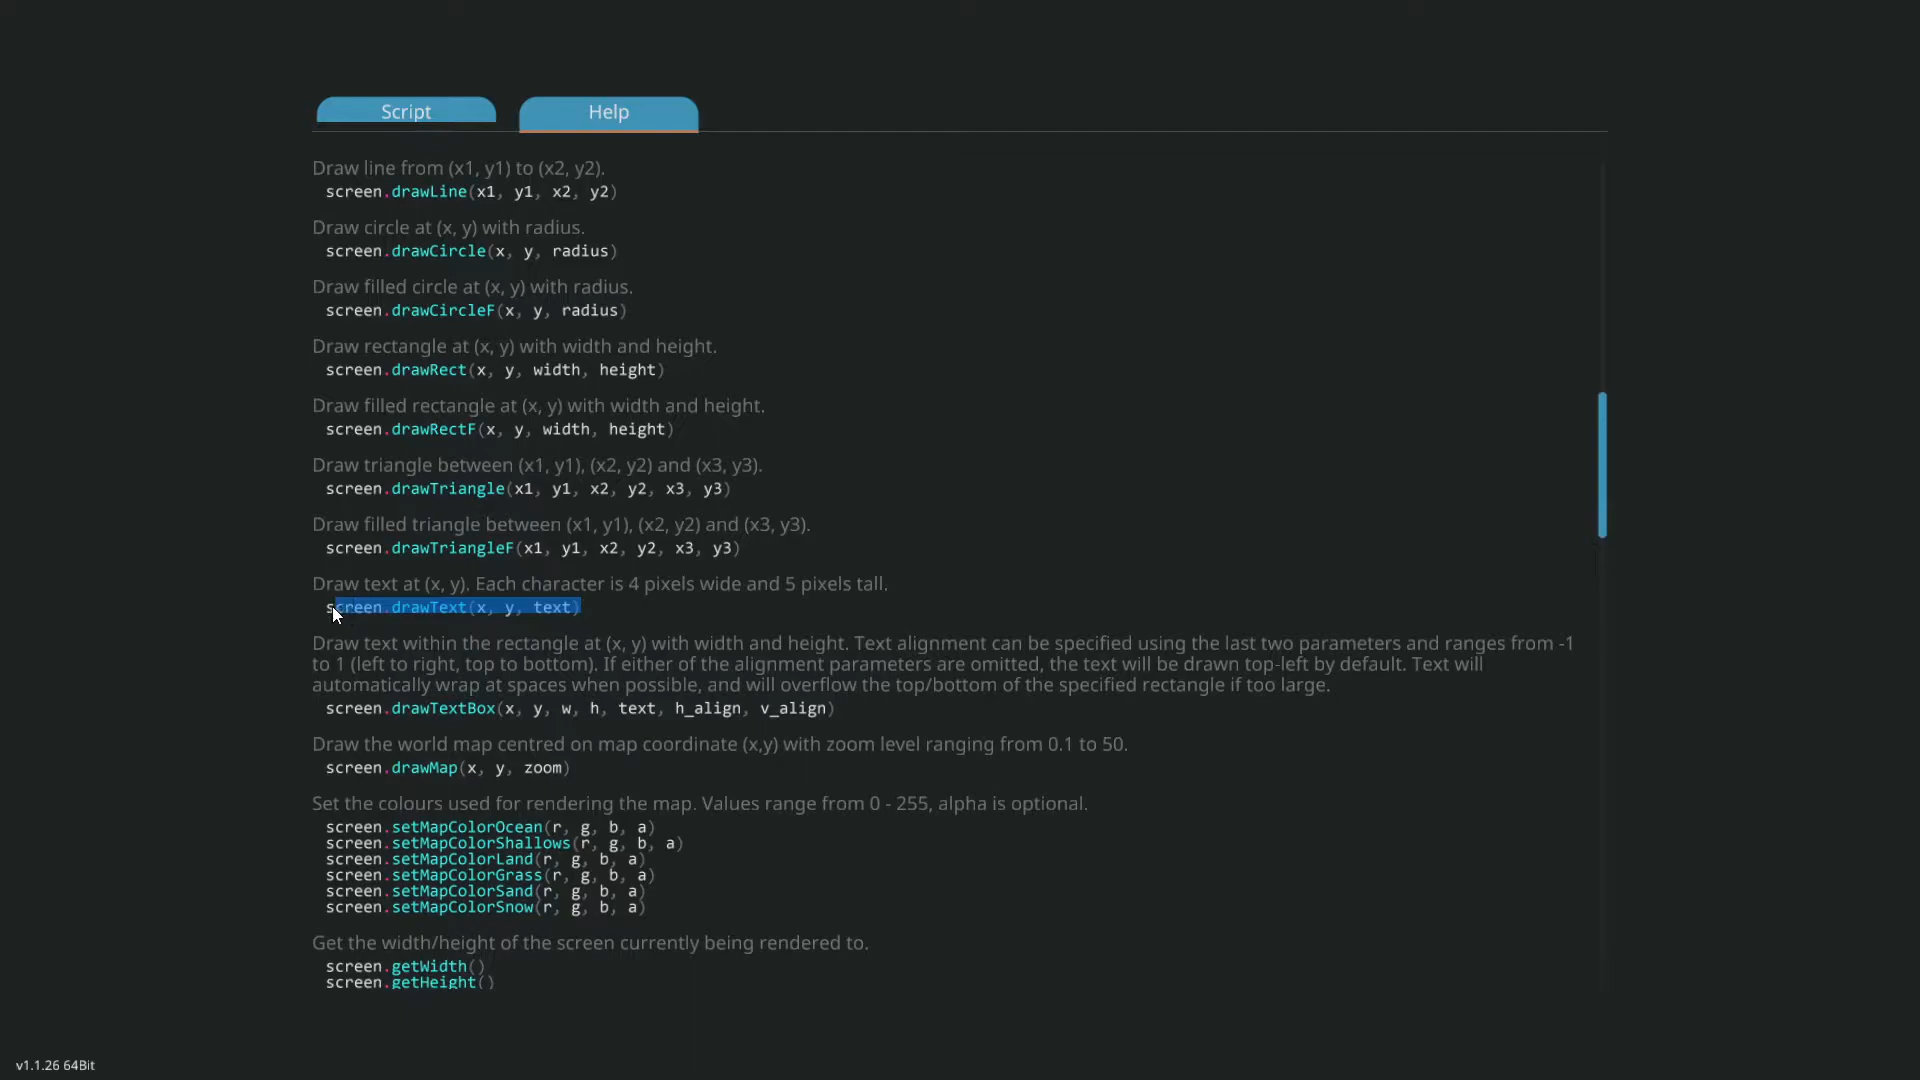 Script
Help
Draw line from (x1, y1) to (x2, y2).
screen.drawLine(x1, y1, x2, y2)
Draw circle at (x, y) with radius.
screen.drawCircle(x, y, radius)
Draw filled circle at (x, y) with radius.
screen.drawCircleF(x, y, radius)
Draw rectangle at (x, y) with width and height.
screen.drawRect(x, y, width, height)
Draw filled rectangle at (x, y) with width and height.
screen.drawRectF(x, y, width, height)
Draw triangle between (x1, y1), (x2, y2) and (x3, y3).
screen.drawTriangle(x1, y1, x2, y2, x3, y3)
Draw filled triangle between (x1, y1), (x2, y2) and (x3, y3).
screen.drawTriangleF(x1, y1, x2, y2, x3, y3)
Draw text at (x, y). Each character is 4 pixels wide and 5 pixels tall.
screen.drawText(x, y, text)
Draw text within the rectangle at (x, y) with width and height. Text alignment can be specified using the last two parameters and ranges from -1
to 1 (left to right, top to bottom). If either of the alignment parameters are omitted, the text will be drawn top-left by default. Text will
automatically wrap at spaces when possible, and will overflow the top/bottom of the specified rectangle if too large.
screen.drawTextBox(x, y, w, h, text, h_align, v_align)
Draw the world map centred on map coordinate (x,y) with zoom level ranging from 0.1 to 50.
screen.drawMap(x, y, zoom)
Set the colours used for rendering the map. Values range from 0 - 255, alpha is optional.
screen.setMapColorOcean(r, g, b, a)
screen.setMapColorShallows(r, g, b, a)
screen.setMapColorLand(r, g, b, a)
screen.setMapColorGrass(r, g, b, a)
screen.setMapColorSand(r, g, b, a)
screen.setMapColorSnow(r, g, b, a)
Get the width/height of the screen currently being rendered to.
screen.getWidth()
screen.getHeight()
v1.1.26 64Bit